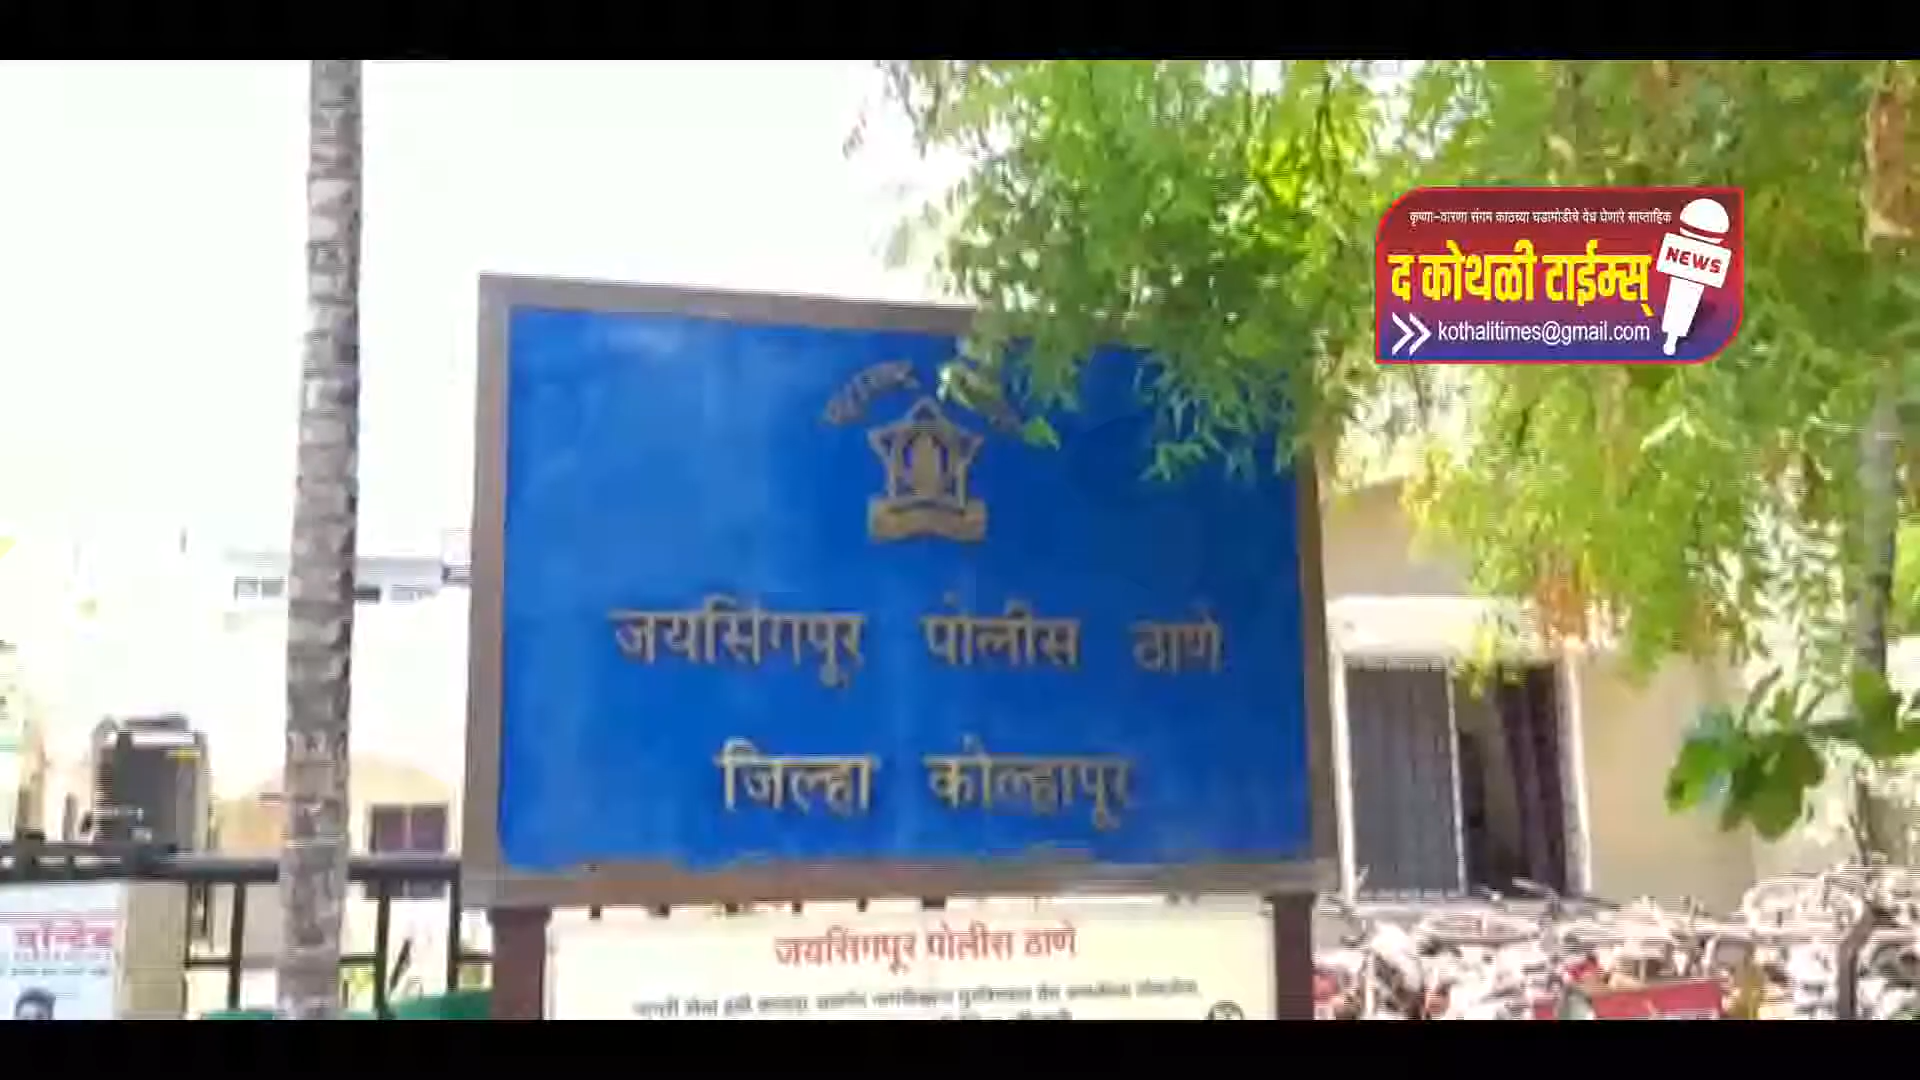 कृष्णा-वारणा संगम काठच्या घडामोडीचे वेध घेणारे साप्ताहिक
द कोथळी टाईम्स्
NEWS
kothalitimes@gmail.com
जयसिंगपूर पोलीस ठाणे
जिल्हा कोल्हापूर
जयसिंगपूर पोलीस ठाणे